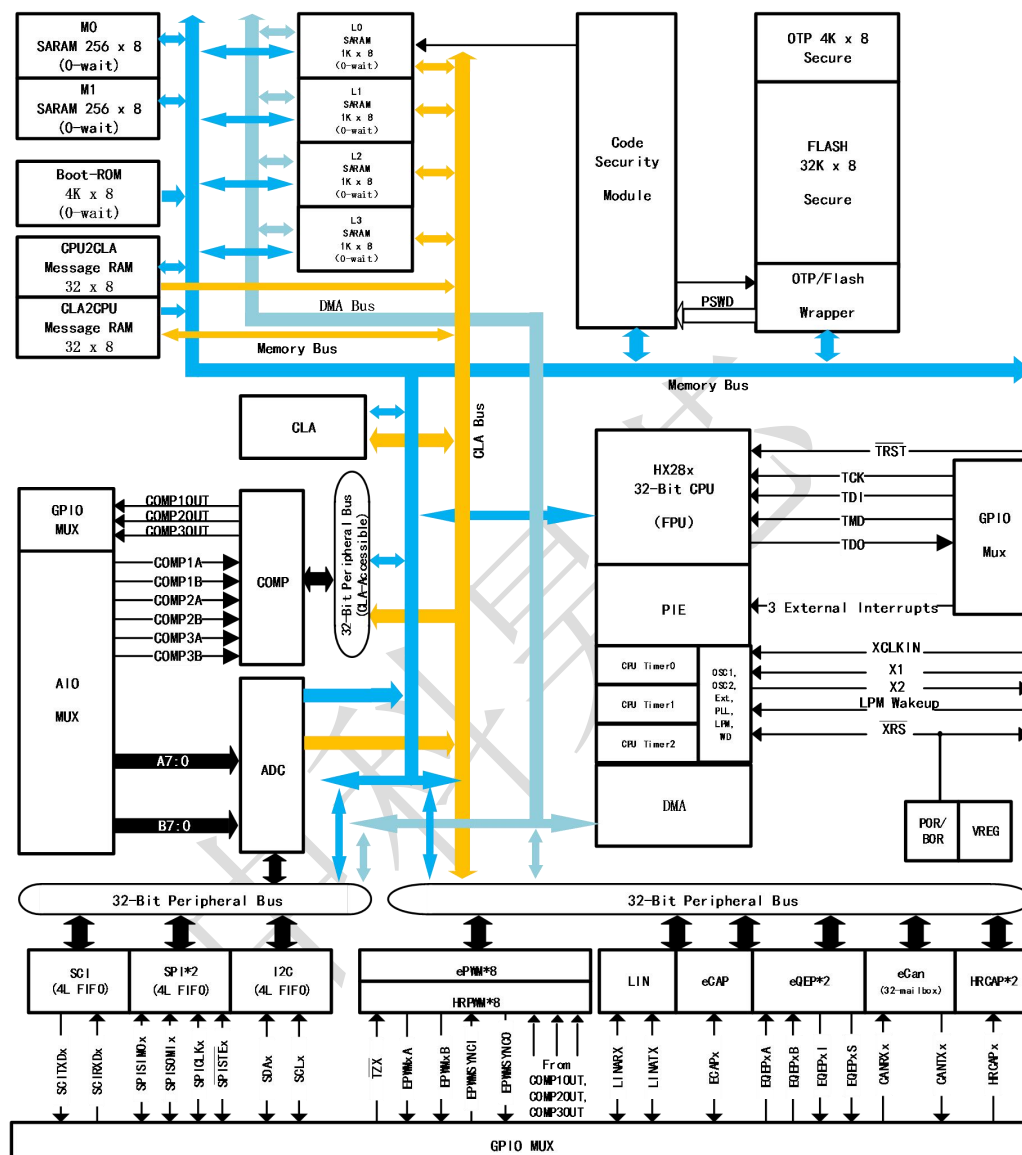 M0
SARAM 256 x 8
(0-wait)
M1
SARAM 256 x 8
(0-wait)
Boot-ROM
4K x 8
(0-wait)
CPU2CLA
Message RAM
32 x 8
CLA2CPU
Message RAM
32 x 8
L0
SARAM
1K x 8
(0-wait)
L1
SARAM
1K x 8
(0-wait)
L2
SARAM
1K x 8
(0-wait)
L3
SARAM
1K x 8
(0-wait)
DMA Bus
Memory Bus
Code
Security
Module
OTP 4K x 8
Secure
FLASH
32K x 8
Secure
OTP/Flash
Wrapper
PSWD
Memory Bus
CLA
CLA Bus
HX28x
32-Bit CPU
(FPU)
PIE
CPU Timer0
CPU Timer1
CPU Timer2
OSC1,
OSC2,
Ext,
PLL,
LPM,
WD
DMA
TRST
TCK
TDI
TMD
TDO
GPIO
Mux
3 External Interrupts
XCLKIN
X1
X2
LPM Wakeup
XRS
POR/
BOR
VREG
GPIO
MUX
COMP1OUT
COMP2OUT
COMP3OUT
COMP1A
COMP1B
COMP2A
COMP2B
COMP3A
COMP3B
COMP
32-Bit Peripheral Bus
(CLA-Accessible)
AIO
MUX
A7:0
B7:0
ADC
32-Bit Peripheral Bus
32-Bit Peripheral Bus
SCI
(4L FIFO)
SPI*2
(4L FIFO)
I2C
(4L FIFO)
ePWM*8
HRPWM*8
LIN
eCAP
eQEP*2
eCan
(32-mailbox)
HRCAP*2
SCITXDx
SCIRXDx
SPISIMOx
SPISOMIx
SPICLKx
SPISTEx
SDAx
SCLx
TZX
EPWMxA
EPWMxB
EPWMSYNCI
EPWMSYNCO
From
COMP1OUT,
COMP2OUT,
COMP3OUT
LINARX
LINATX
ECAPx
EQEPxA
EQEPxB
EQEPxI
EQEPxS
CANRXx
CANTXx
HRCAPx
GPIO MUX